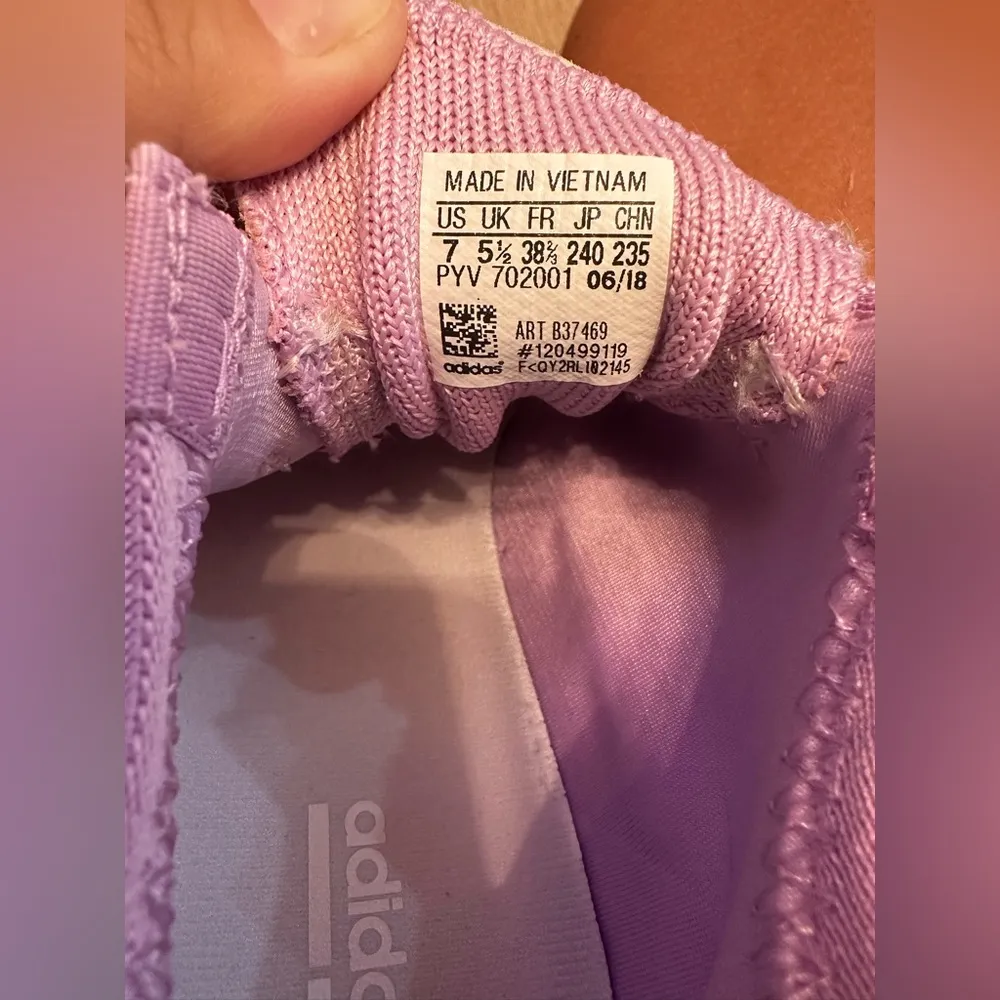 MADE IN VIETNAM
US UK FR JP CHN
7 5½ 38⅔ 240 235
PYV 702001 06/18
ART B37469
#120499119
adidas® F<QY2RL102145
adidas